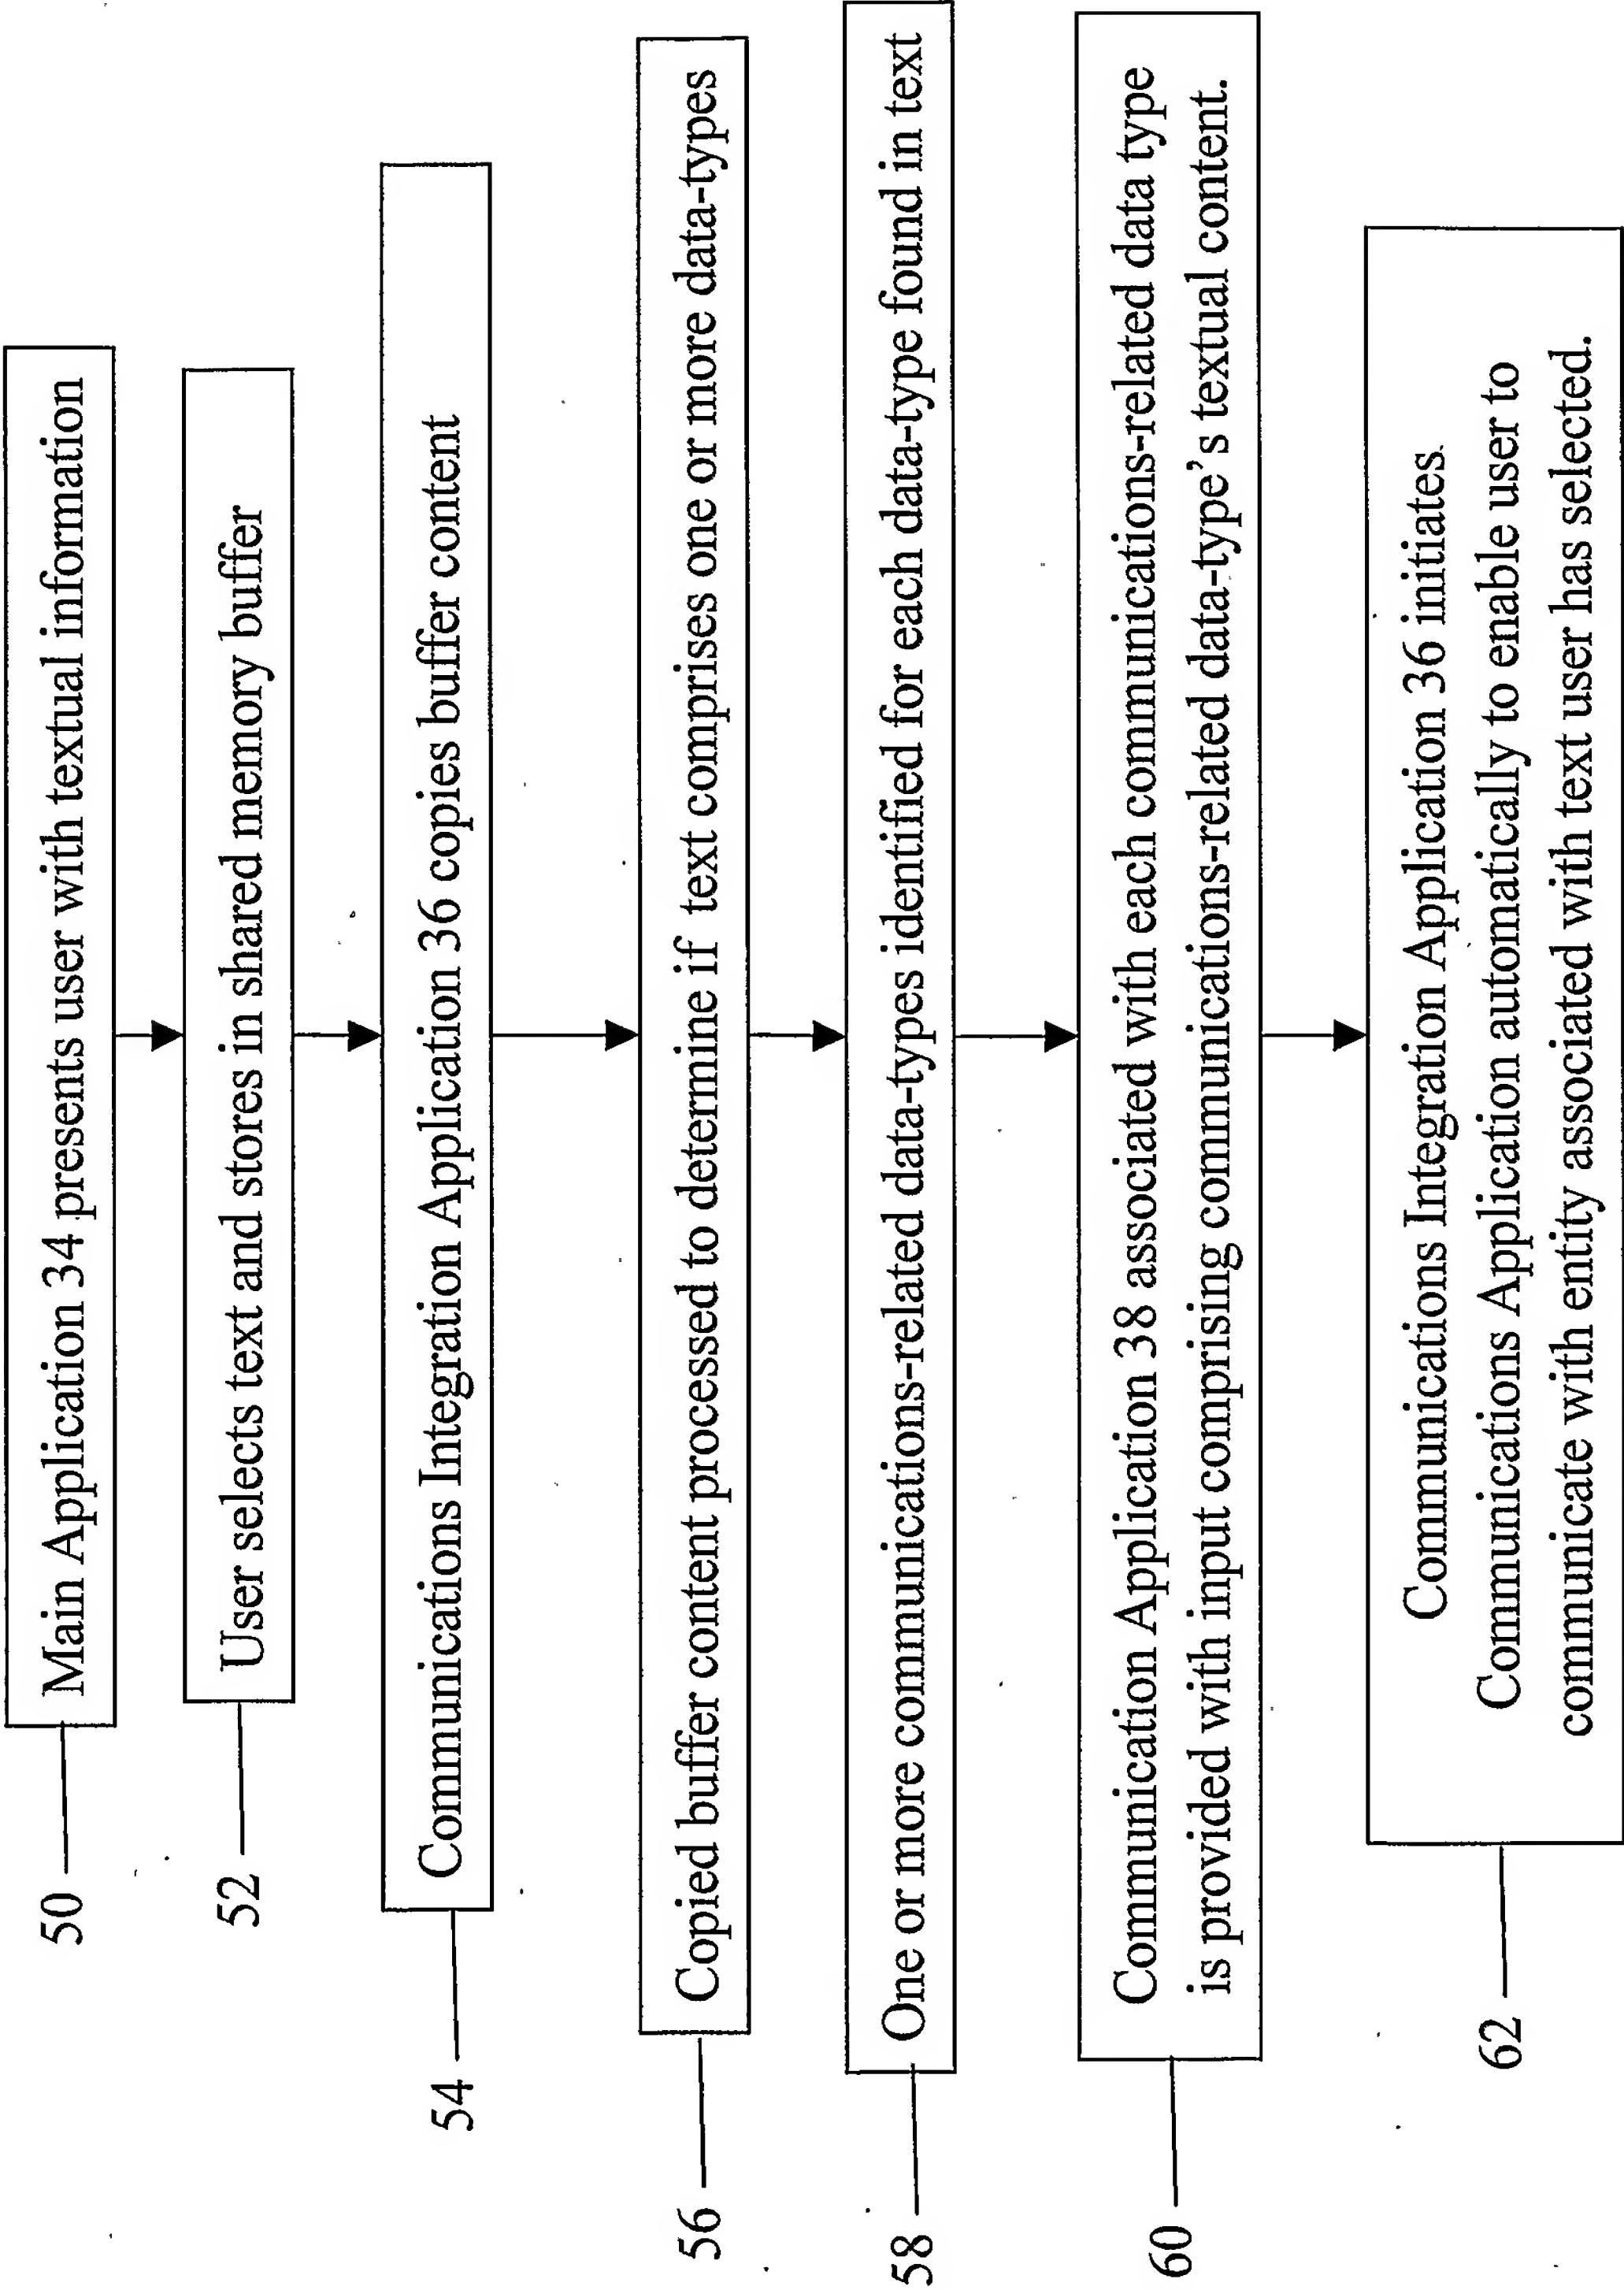 50
Main Application 34 presents user with textual information
52
User selects text and stores in shared memory buffer
54
Communications Integration Application 36 copies buffer content
56
Copied buffer content processed to determine if text comprises one or more data-types
58
One or more communications-related data-types identified for each data-type found in text
60
Communication Application 38 associated with each communications-related data type
is provided with input comprising communications-related data-type's textual content.
62
Communications Integration Application 36 initiates
Communications Application automatically to enable user to
communicate with entity associated with text user has selected.